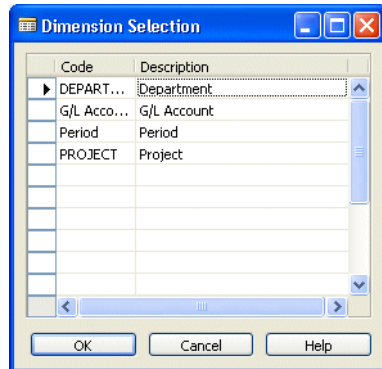 Dimension Selection
Code Description
DEPART... Department
G/L Acco... G/L Account
Period Period
PROJECT Project
OK Cancel Help